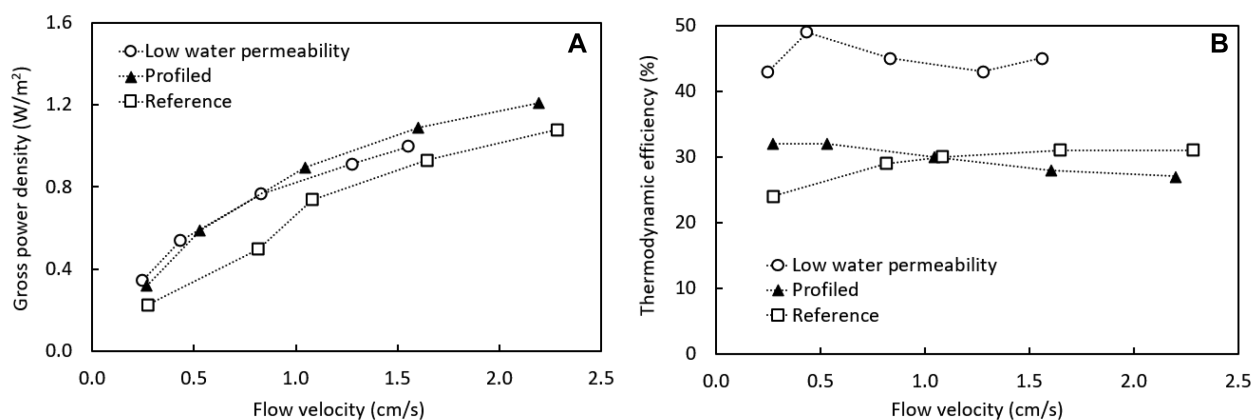 A
Gross power density (W/m²)
1.6
1.2
0.8
0.4
0.0
Low water permeability
Profiled
Reference
0.0 0.5 1.0 1.5 2.0 2.5
Flow velocity (cm/s)
B
Thermodynamic efficiency (%)
50
40
30
20
10
0
Low water permeability
Profiled
Reference
0.0 0.5 1.0 1.5 2.0 2.5
Flow velocity (cm/s)